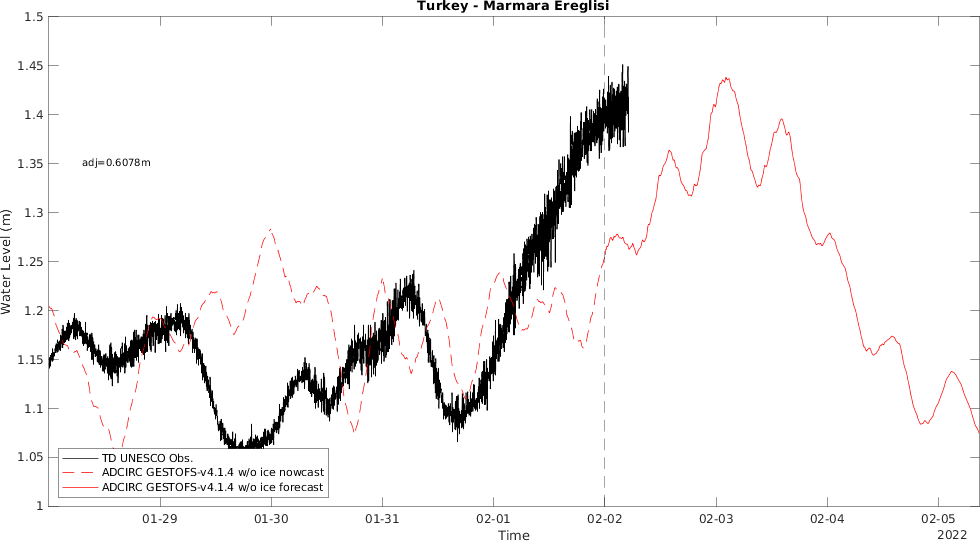 Turkey - Marmara Ereglisi
1.5
1.45
1.4
1.35
1.3
1.25
1.2
1.15
1.1
1.05
1
Water Level (m)
adj=0.6078m
TD UNESCO Obs.
ADCIRC GESTOFS-v4.1.4 w/o ice nowcast
ADCIRC GESTOFS-v4.1.4 w/o ice forecast
01-29 01-30 01-31 02-01 02-02 02-03 02-04 02-05
Time
2022